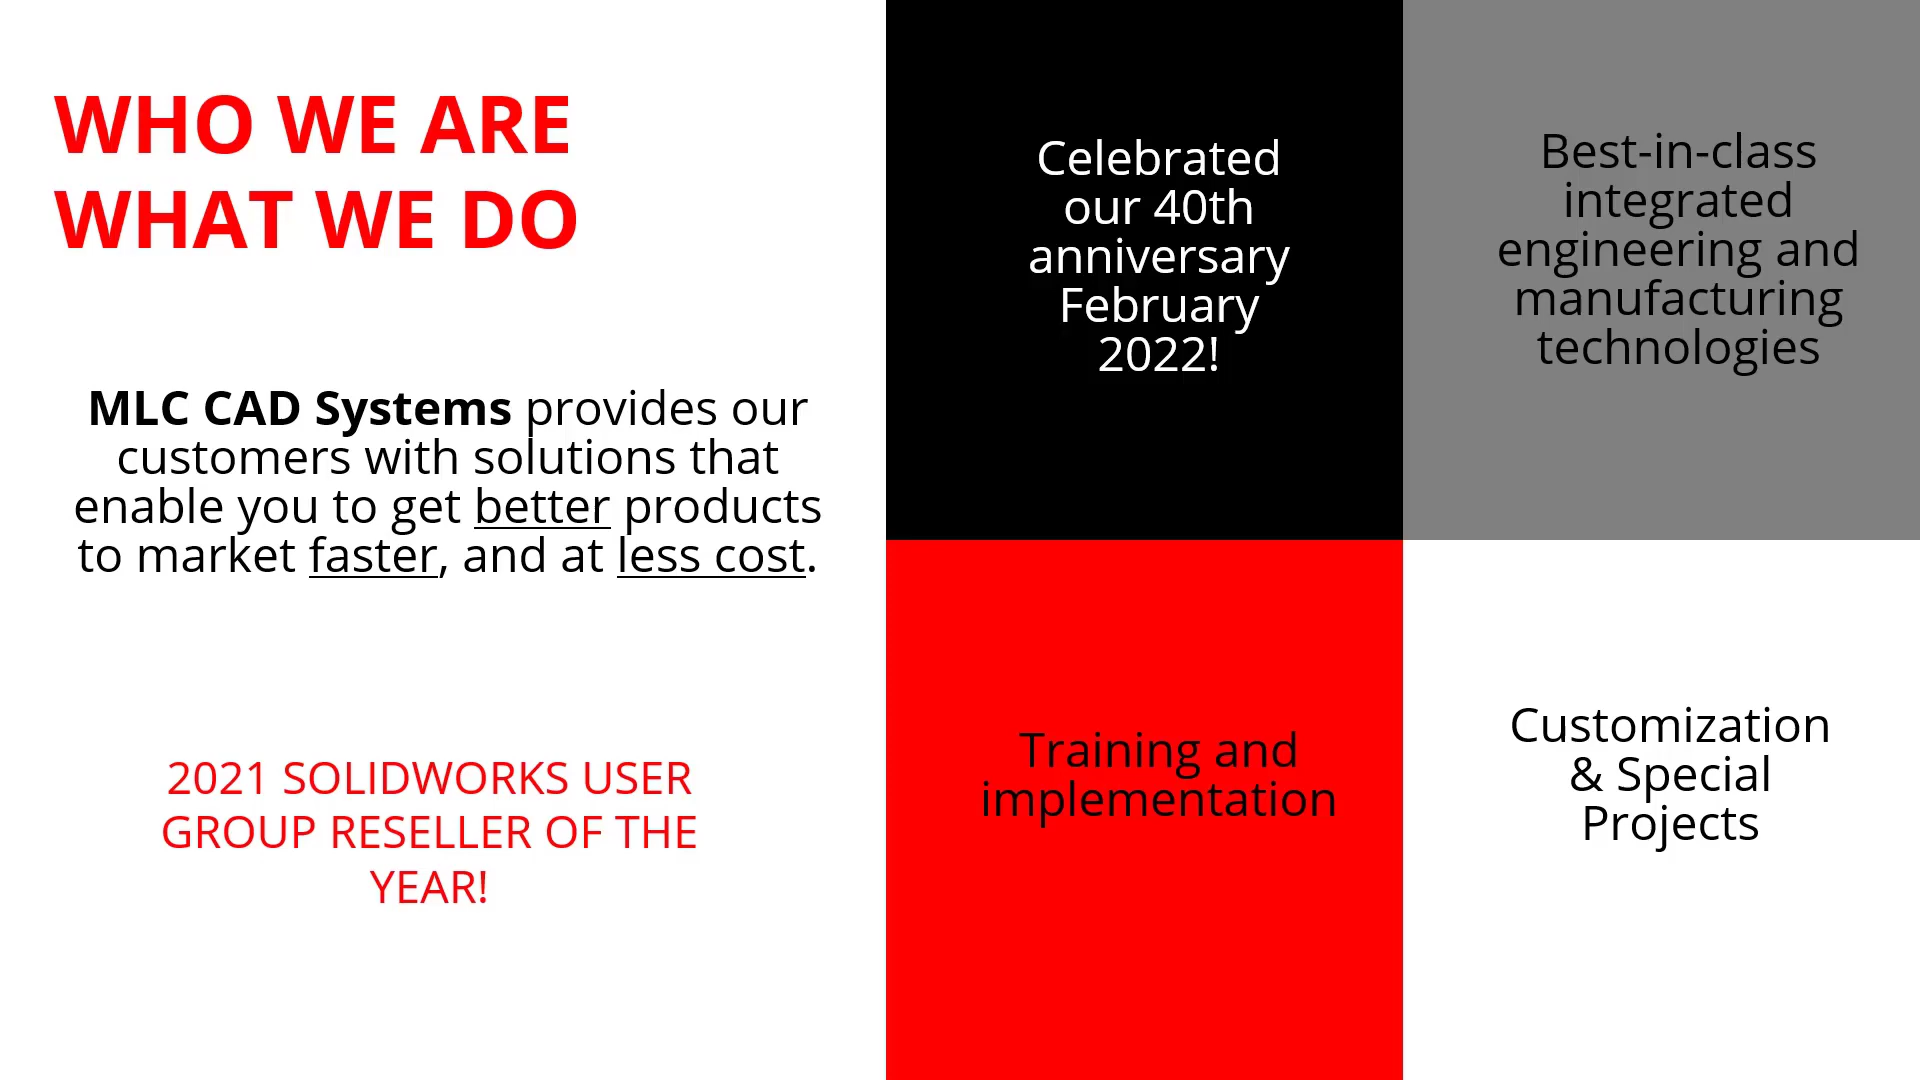 WHO WE ARE
WHAT WE DO
MLC CAD Systems provides our
customers with solutions that
enable you to get better products
to market faster, and at less cost.
2021 SOLIDWORKS USER
GROUP RESELLER OF THE
YEAR!
Celebrated
our 40th
anniversary
February
2022!
Best-in-class
integrated
engineering and
manufacturing
technologies
Training and
implementation
Customization
& Special
Projects